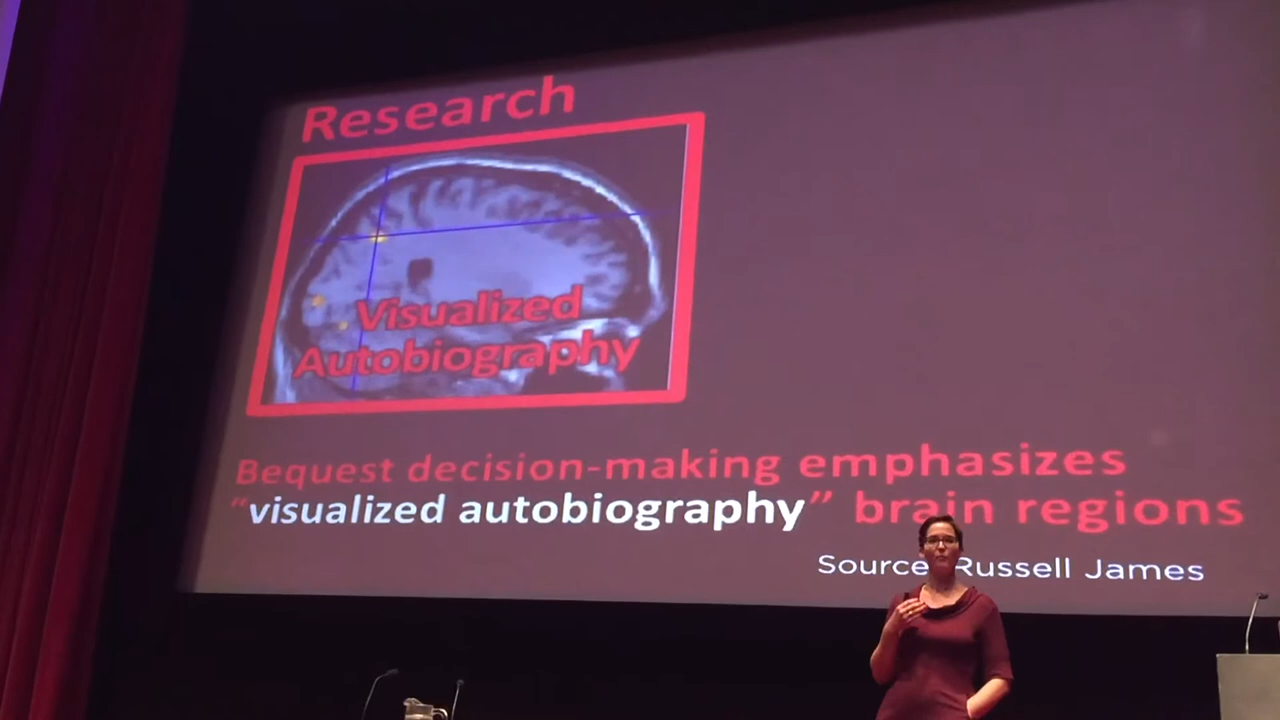 Research
Visualized
Autobiography
Bequest decision-making emphasizes
“visualized autobiography” brain regions
Source Russell James